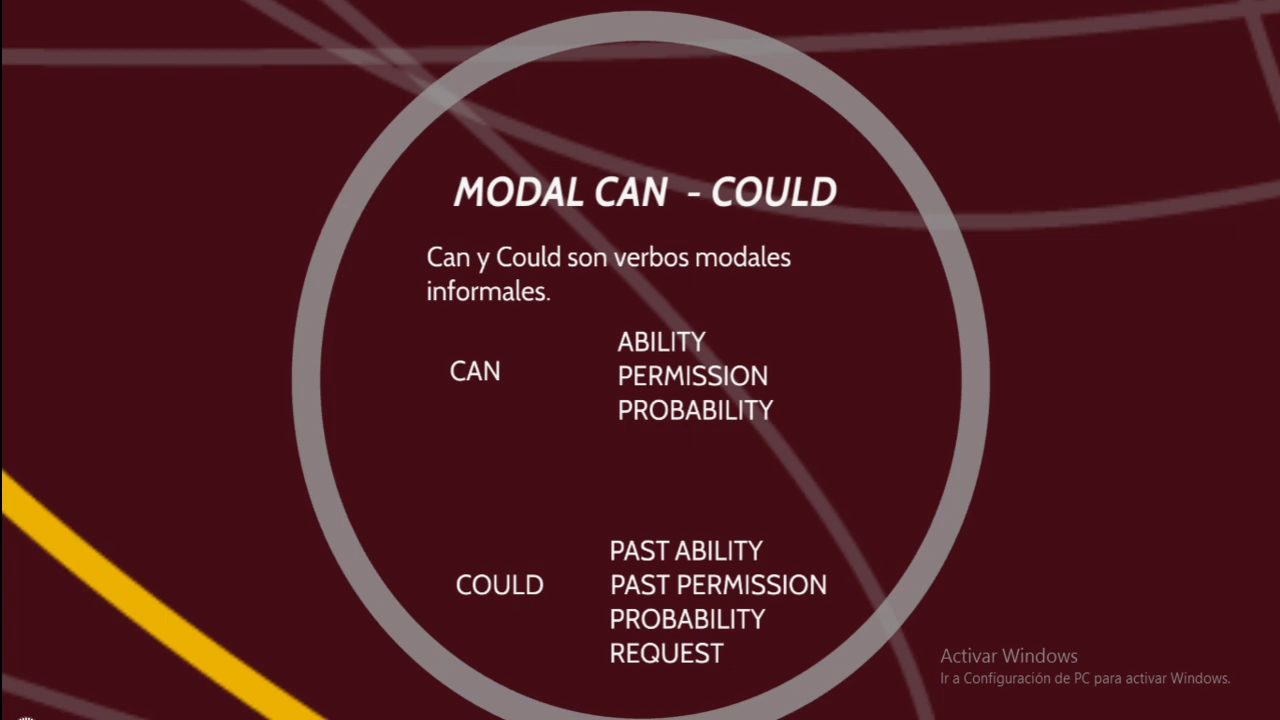 MODAL CAN - COULD
Can y Could son verbos modales
informales.
ABILITY
CAN
PERMISSION
PROBABILITY
PAST ABILITY
COULD
PAST PERMISSION
PROBABILITY
REQUEST
Activar Windows
Ir a Configuración de PC para activar Windows.